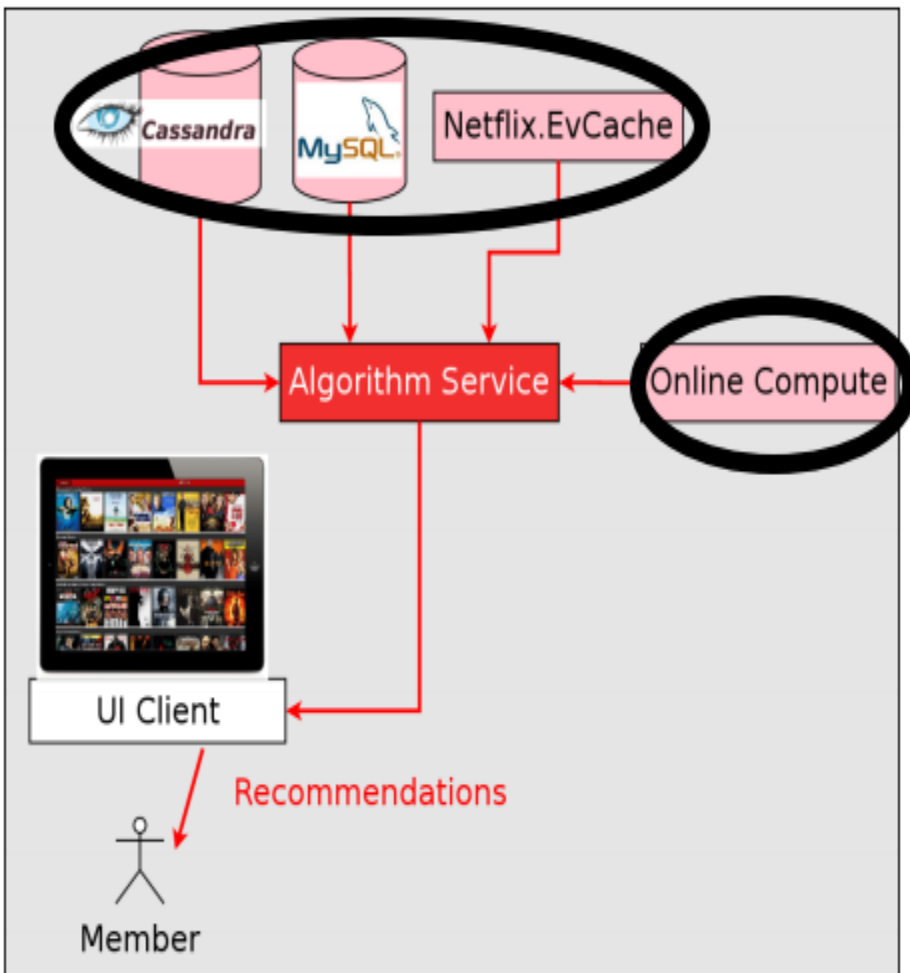 Cassandra
MySQL
Netflix.EvCache
Algorithm Service
Online Compute
UI Client
Recommendations
Member